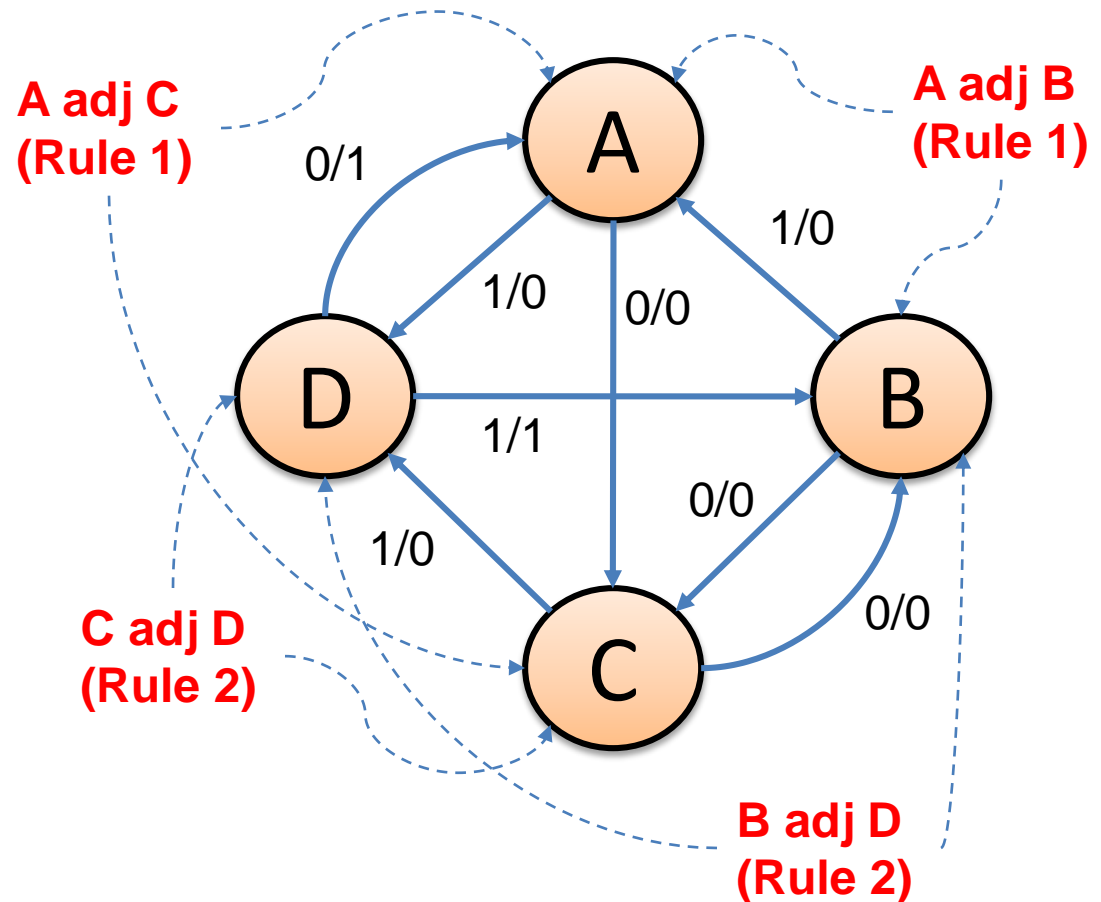 A adj C
(Rule 1)
A adj B
(Rule 1)
A
0/1
1/0
1/0
0/0
D
B
1/1
0/0
1/0
0/0
C adj D
(Rule 2)
C
B adj D
(Rule 2)